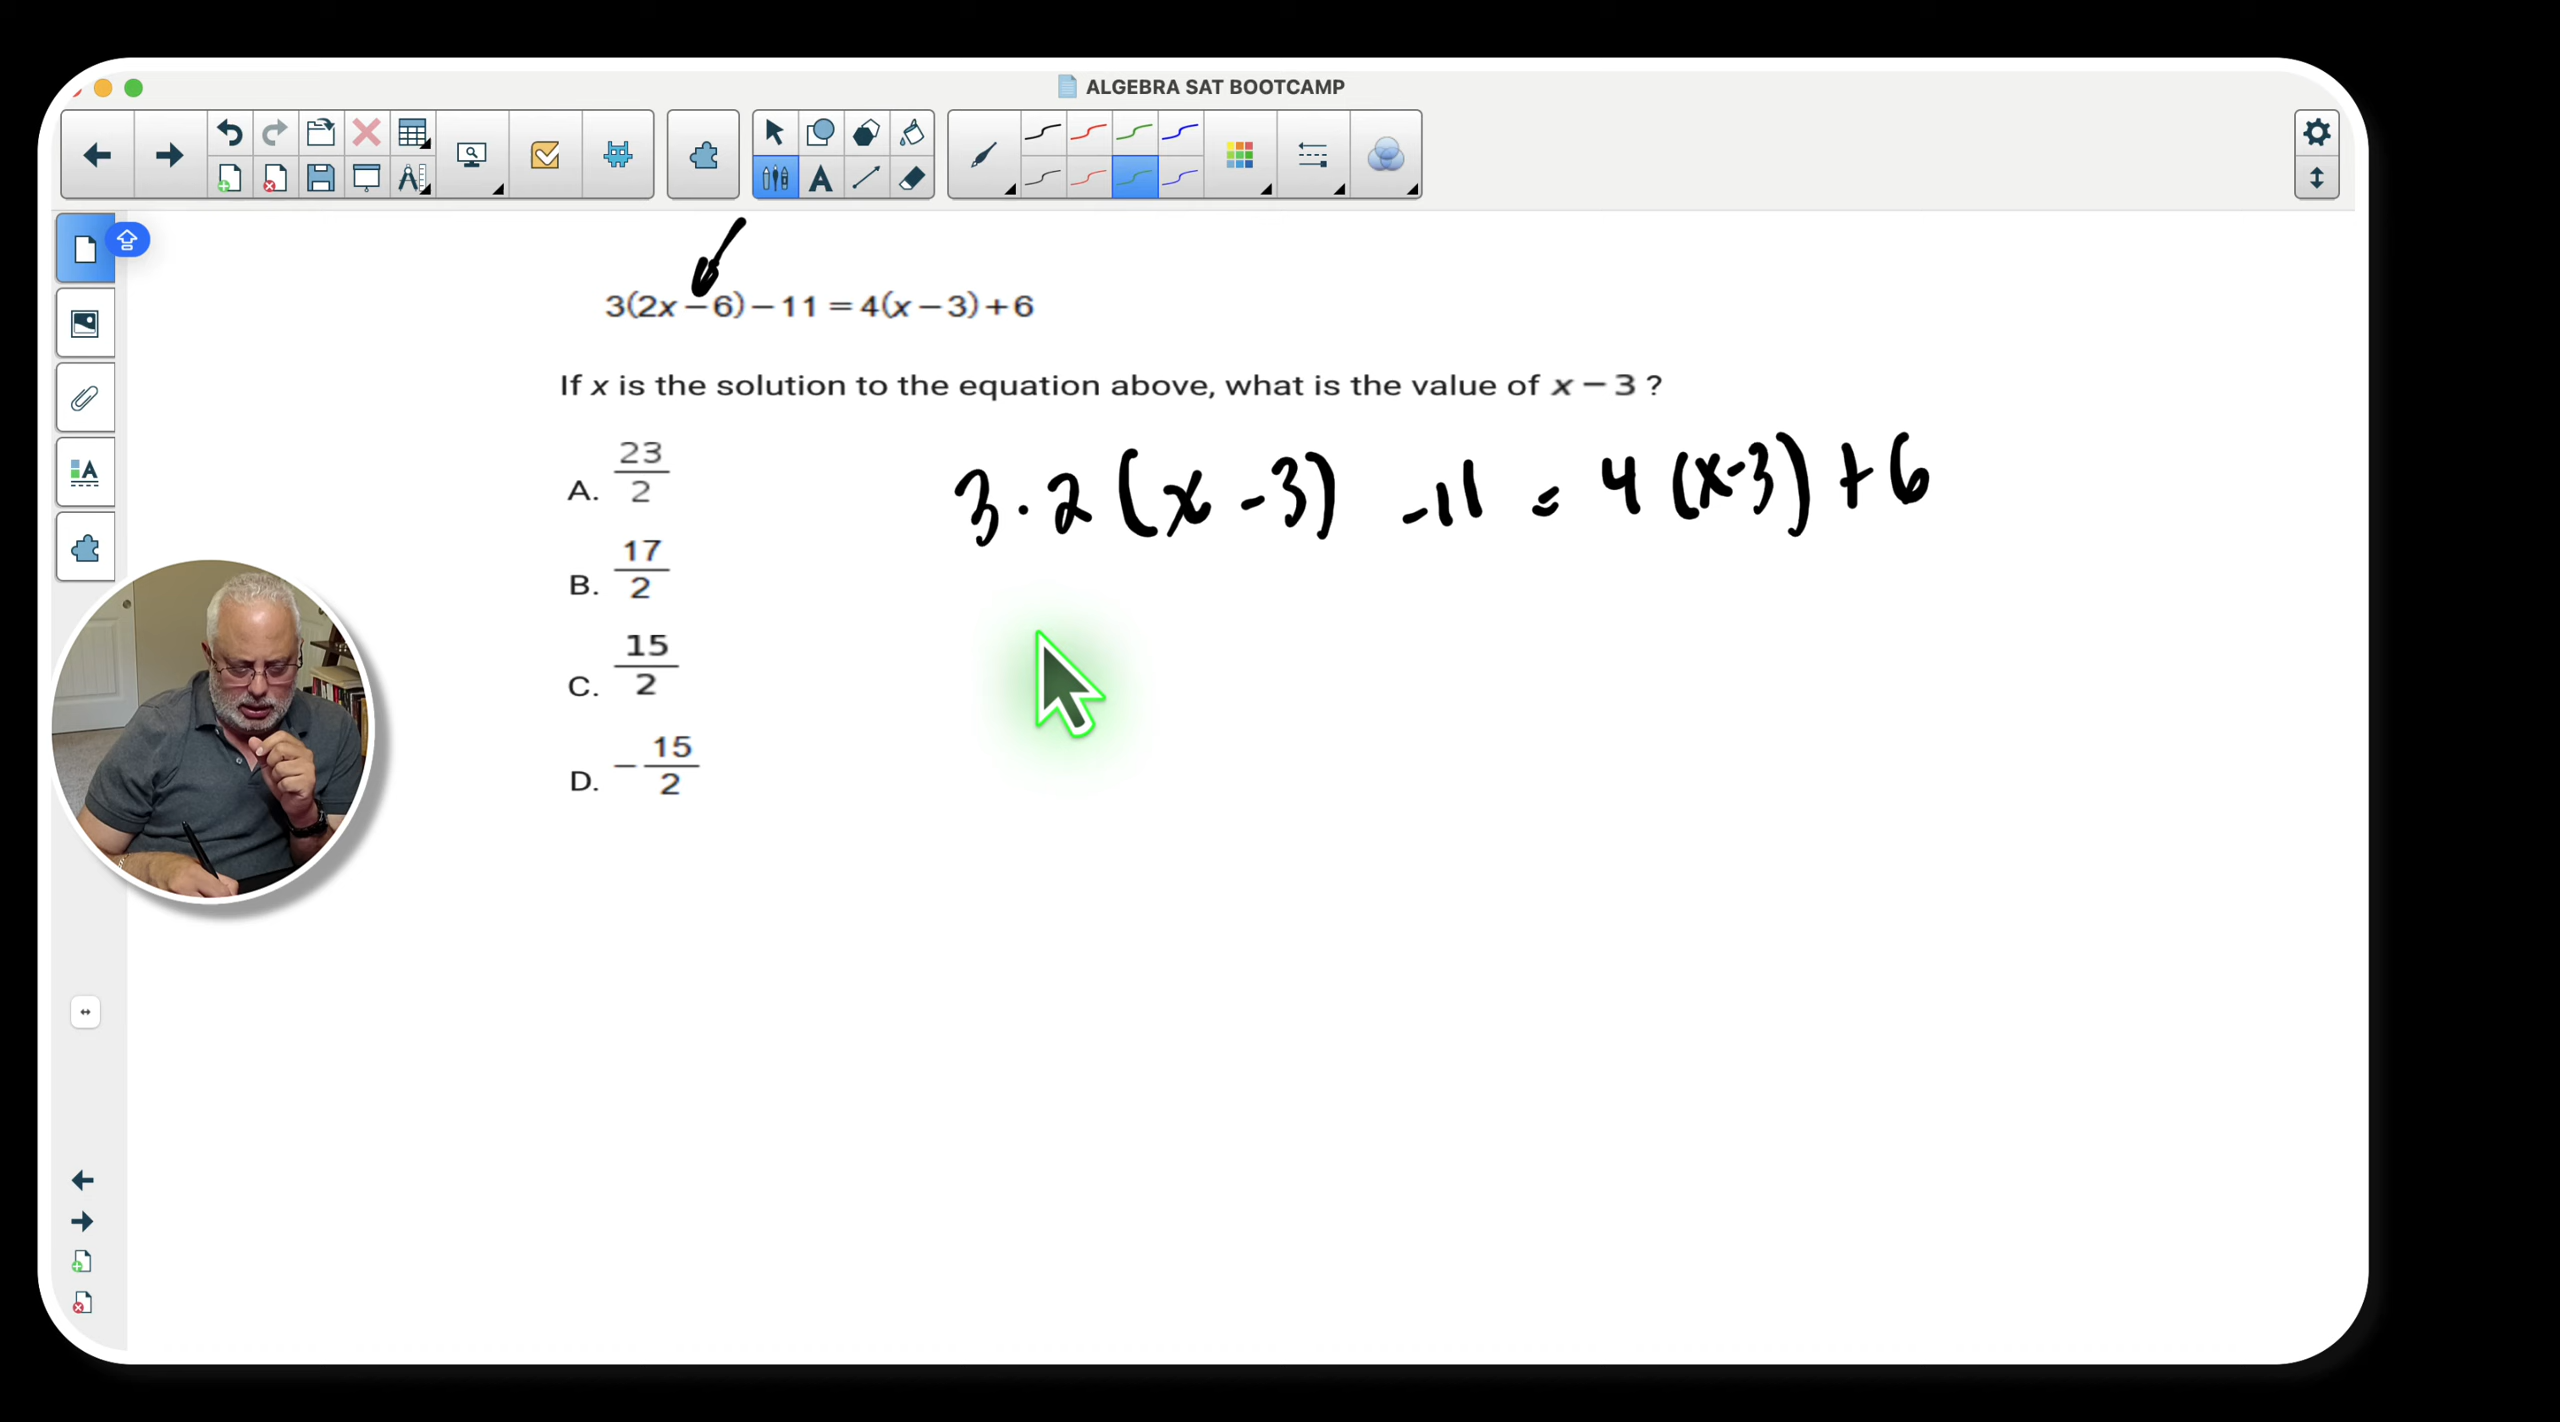 ALGEBRA SAT BOOTCAMP
3(2x − 6) − 11 = 4(x − 3) + 6
If x is the solution to the equation above, what is the value of x − 3 ?
A. 23/2
B. 17/2
C. 15/2
D. −15/2
3 · 2 (x - 3) - 11 = 4 (x - 3) + 6